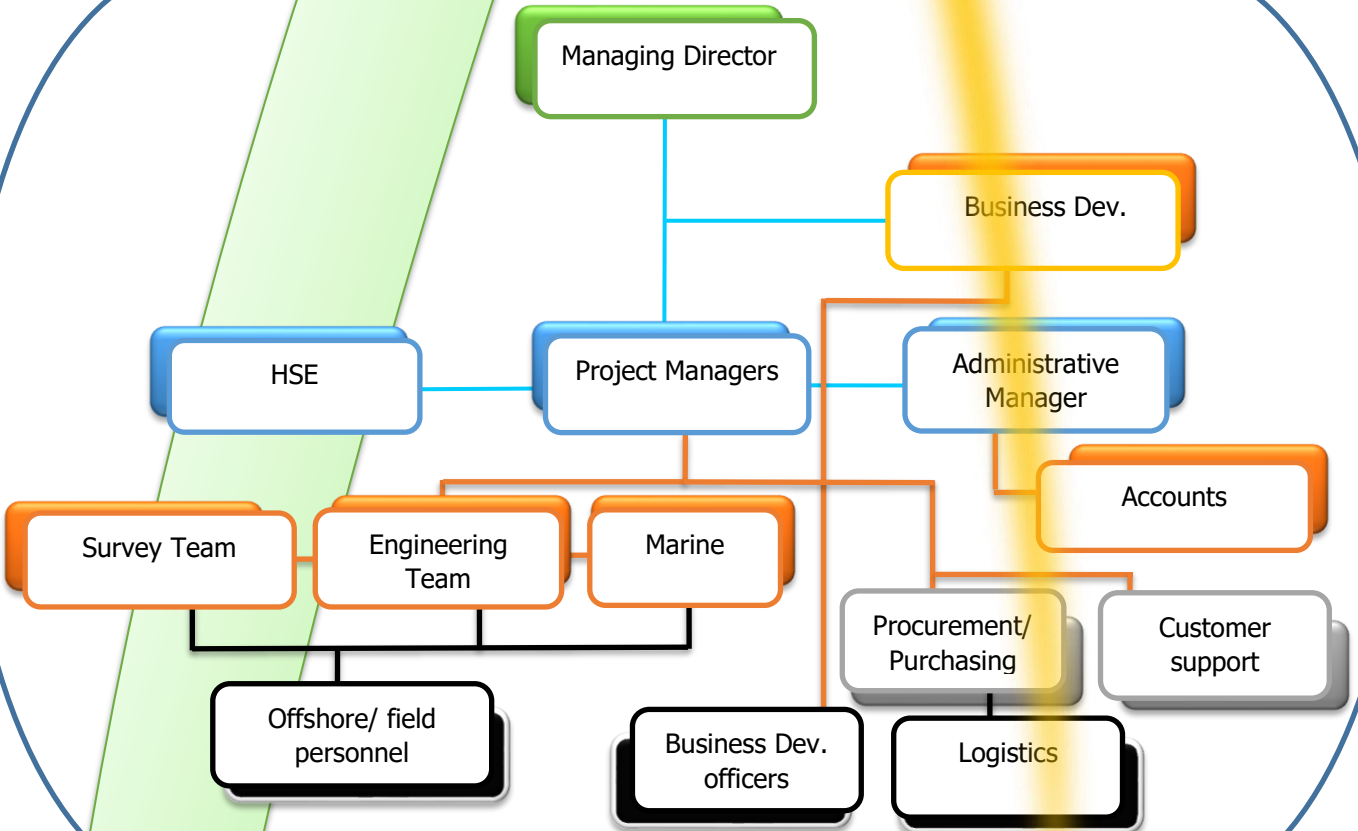 Managing Director
Business Dev.
HSE
Project Managers
Administrative
Manager
Accounts
Survey Team
Engineering
Team
Marine
Procurement/
Purchasing
Customer
support
Offshore/ field
personnel
Business Dev.
officers
Logistics